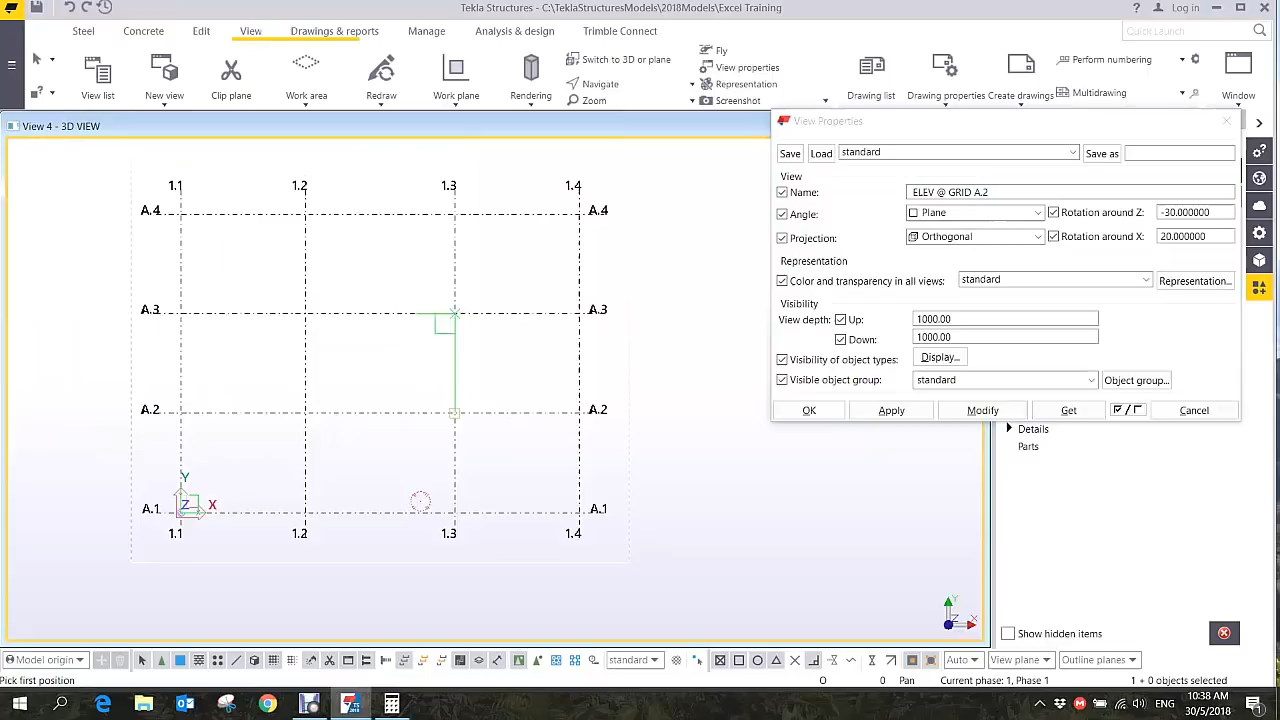 Tekla Structures - C:\TeklaStructuresModels\2018Models\Exceo Training
? Log in
Steel Concrete Edit View Drawings & reports Manage Analysis & design Trimble Connect
Quick Launch
Fly
Switch to 3D or plane
View properties
Perform numbering
Navigate
Representation
View list New view Clip plane Work area Redraw Work plane Rendering
Zoom
Screenshot
Drawing list Drawing properties Create drawings
Multidrawing
Window
View 4 - 3D VIEW
View Properties
Save Load standard Save as
View
Name: ELEV @ GRID A.2
Angle: Plane Rotation around Z: -30.000000
Projection: Orthogonal Rotation around X: 20.000000
Representation
Color and transparency in all views: standard Representation...
Visibility
View depth: Up: 1000.00
Down: 1000.00
Visibility of object types: Display...
Visible object group: standard Object group...
OK Apply Modify Get Cancel
Details
Parts
1.1 1.2 1.3 1.4
A.4 A.4
A.3 A.3
A.2 A.2
Y
Z X
A.1 A.1
1.1 1.2 1.3 1.4
Y
Z X
Show hidden items
Model origin standard Auto View plane Outline planes
Pick first position O 0 Pan Current phase: 1, Phase 1 1 + 0 objects selected
ENG 10:38 AM
30/5/2018